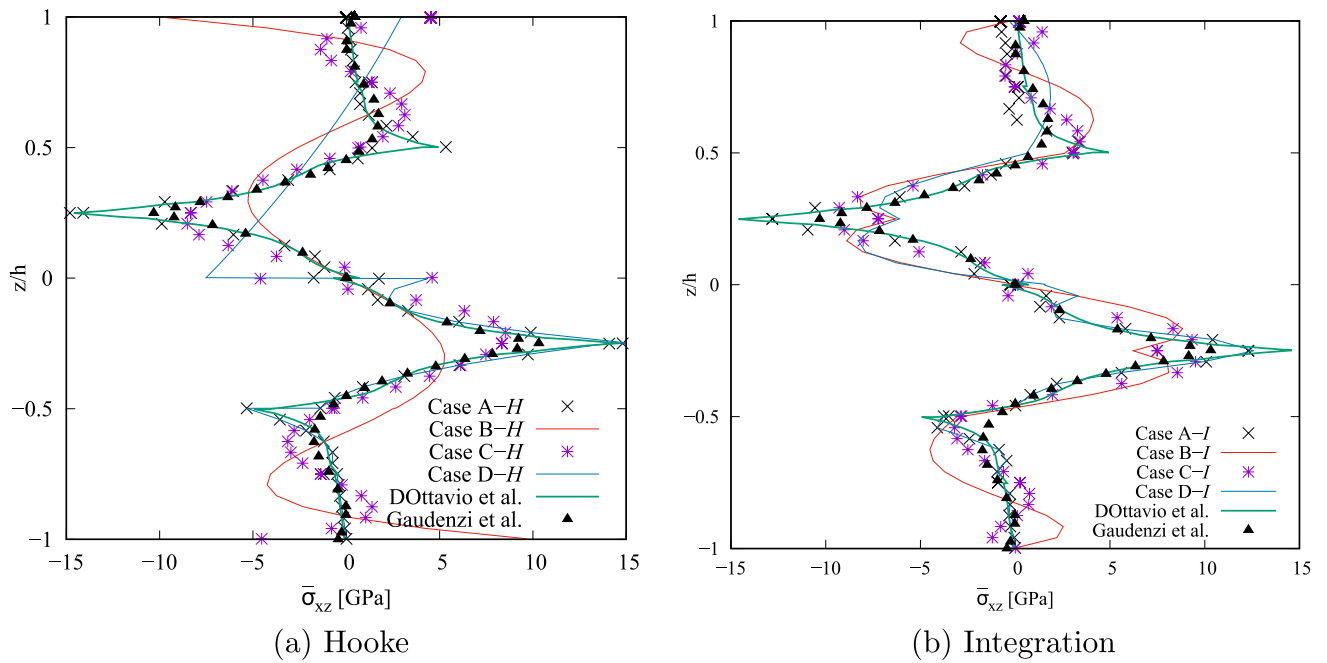 1
0.5
0
−0.5
−1
z/h
−15
−10
−5
0
5
10
15
σ̅xz [GPa]
Case A−H
Case B−H
Case C−H
Case D−H
DOttavio et al.
Gaudenzi et al.
(a) Hooke
1
0.5
0
−0.5
−1
z/h
−15
−10
−5
0
5
10
15
σ̅xz [GPa]
Case A−I
Case B−I
Case C−I
Case D−I
DOttavio et al.
Gaudenzi et al.
(b) Integration